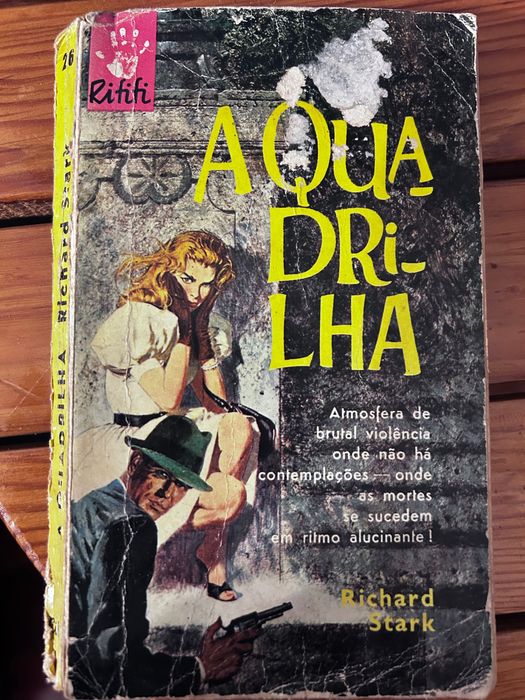 26
Rififi
A QUA-
DRI-
LHA
Atmosfera de
brutal violência
onde não há
contemplações — onde
as mortes
se sucedem
em ritmo alucinante!
Richard
Stark
A QUADRILHA Richard Stark